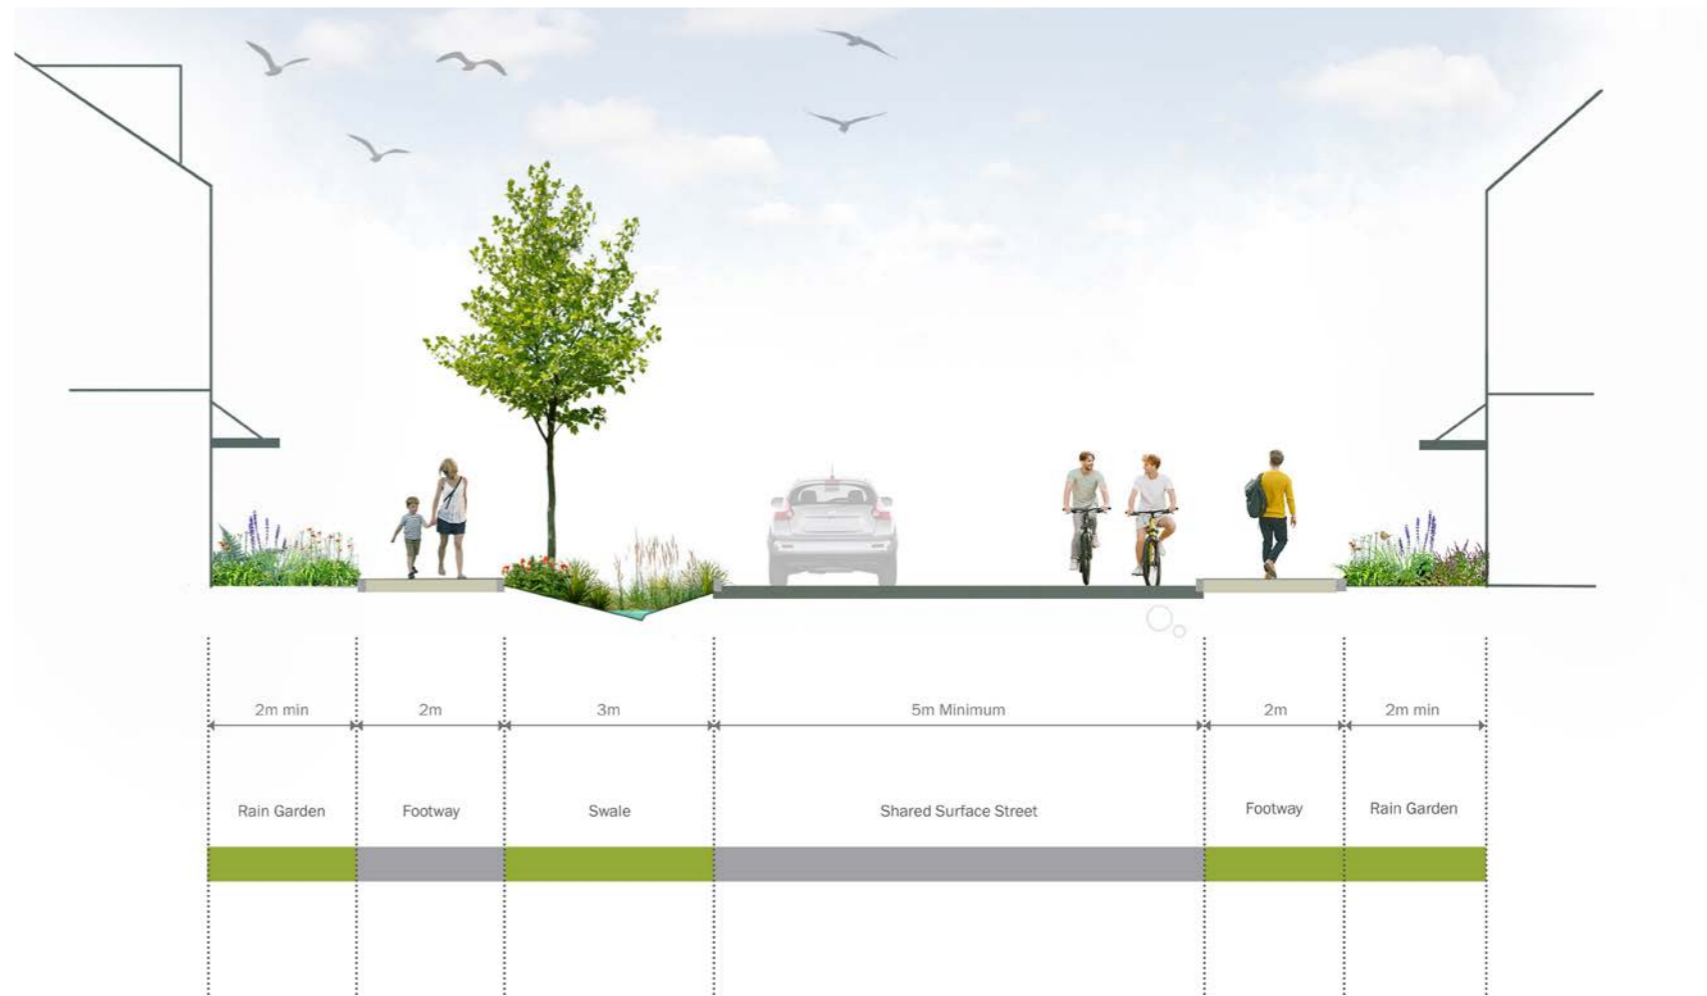 2m min
2m
3m
5m Minimum
2m
2m min
Rain Garden
Footway
Swale
Shared Surface Street
Footway
Rain Garden